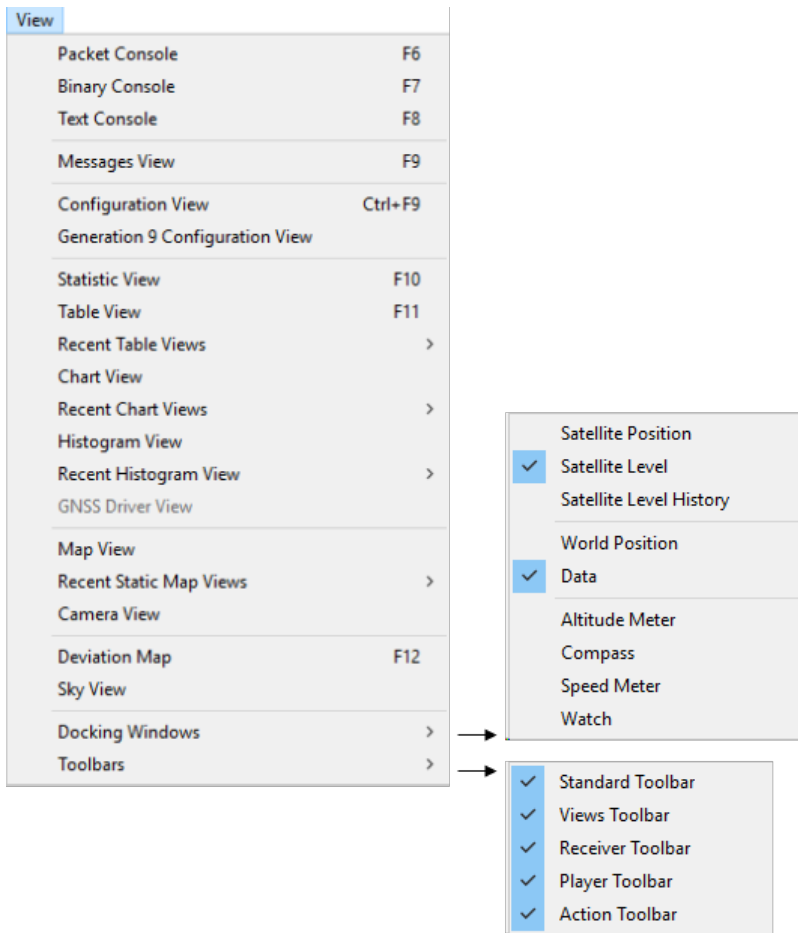 View
Packet Console F6
Binary Console F7
Text Console F8
Messages View F9
Configuration View Ctrl+F9
Generation 9 Configuration View
Statistic View F10
Table View F11
Recent Table Views
Chart View
Recent Chart Views
Histogram View
Recent Histogram View
GNSS Driver View
Map View
Recent Static Map Views
Camera View
Deviation Map F12
Sky View
Docking Windows
Toolbars
Satellite Position
Satellite Level
Satellite Level History
World Position
Data
Altitude Meter
Compass
Speed Meter
Watch
Standard Toolbar
Views Toolbar
Receiver Toolbar
Player Toolbar
Action Toolbar